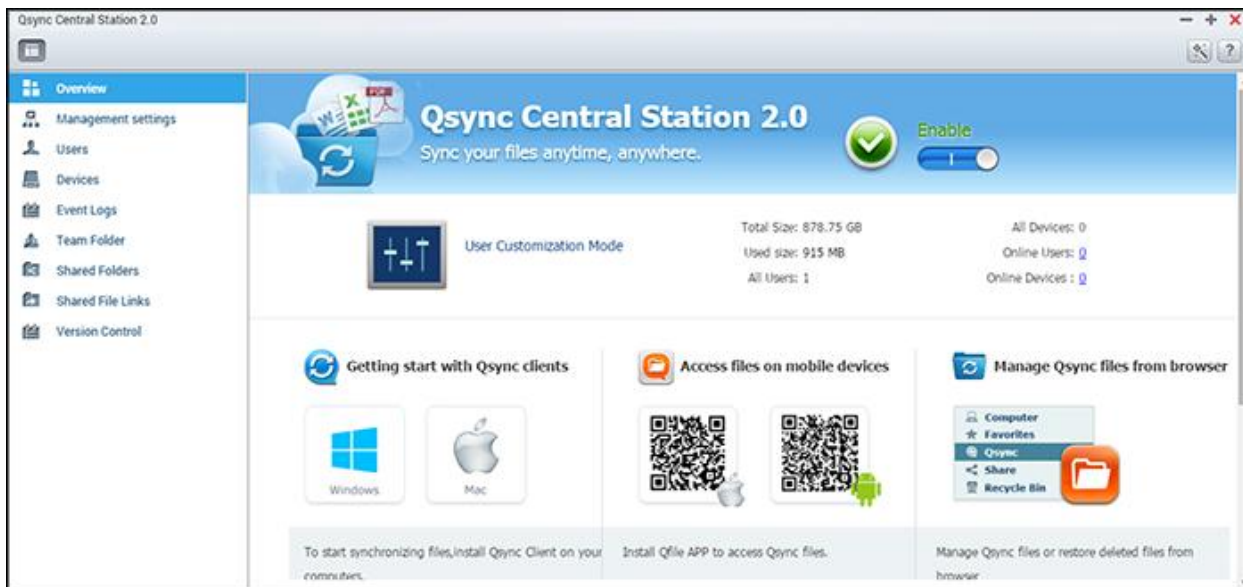 Qsync Central Station 2.0
Overview
Management settings
Users
Devices
Event Logs
Team Folder
Shared Folders
Shared File Links
Version Control
PDF
W X
Qsync Central Station 2.0
Sync your files anytime, anywhere.
Enable
User Customization Mode
Total Size: 878.75 GB
Used size: 915 MB
All Users: 1
All Devices: 0
Online Users: 0
Online Devices : 0
Getting start with Qsync clients
Windows
Mac
To start synchronizing files,install Qsync Client on your
computers.
Access files on mobile devices
Install Qfile APP to access Qsync files.
Manage Qsync files from browser
Computer
Favorites
Qsync
Share
Recycle Bin
Manage Qsync files or restore deleted files from
browser